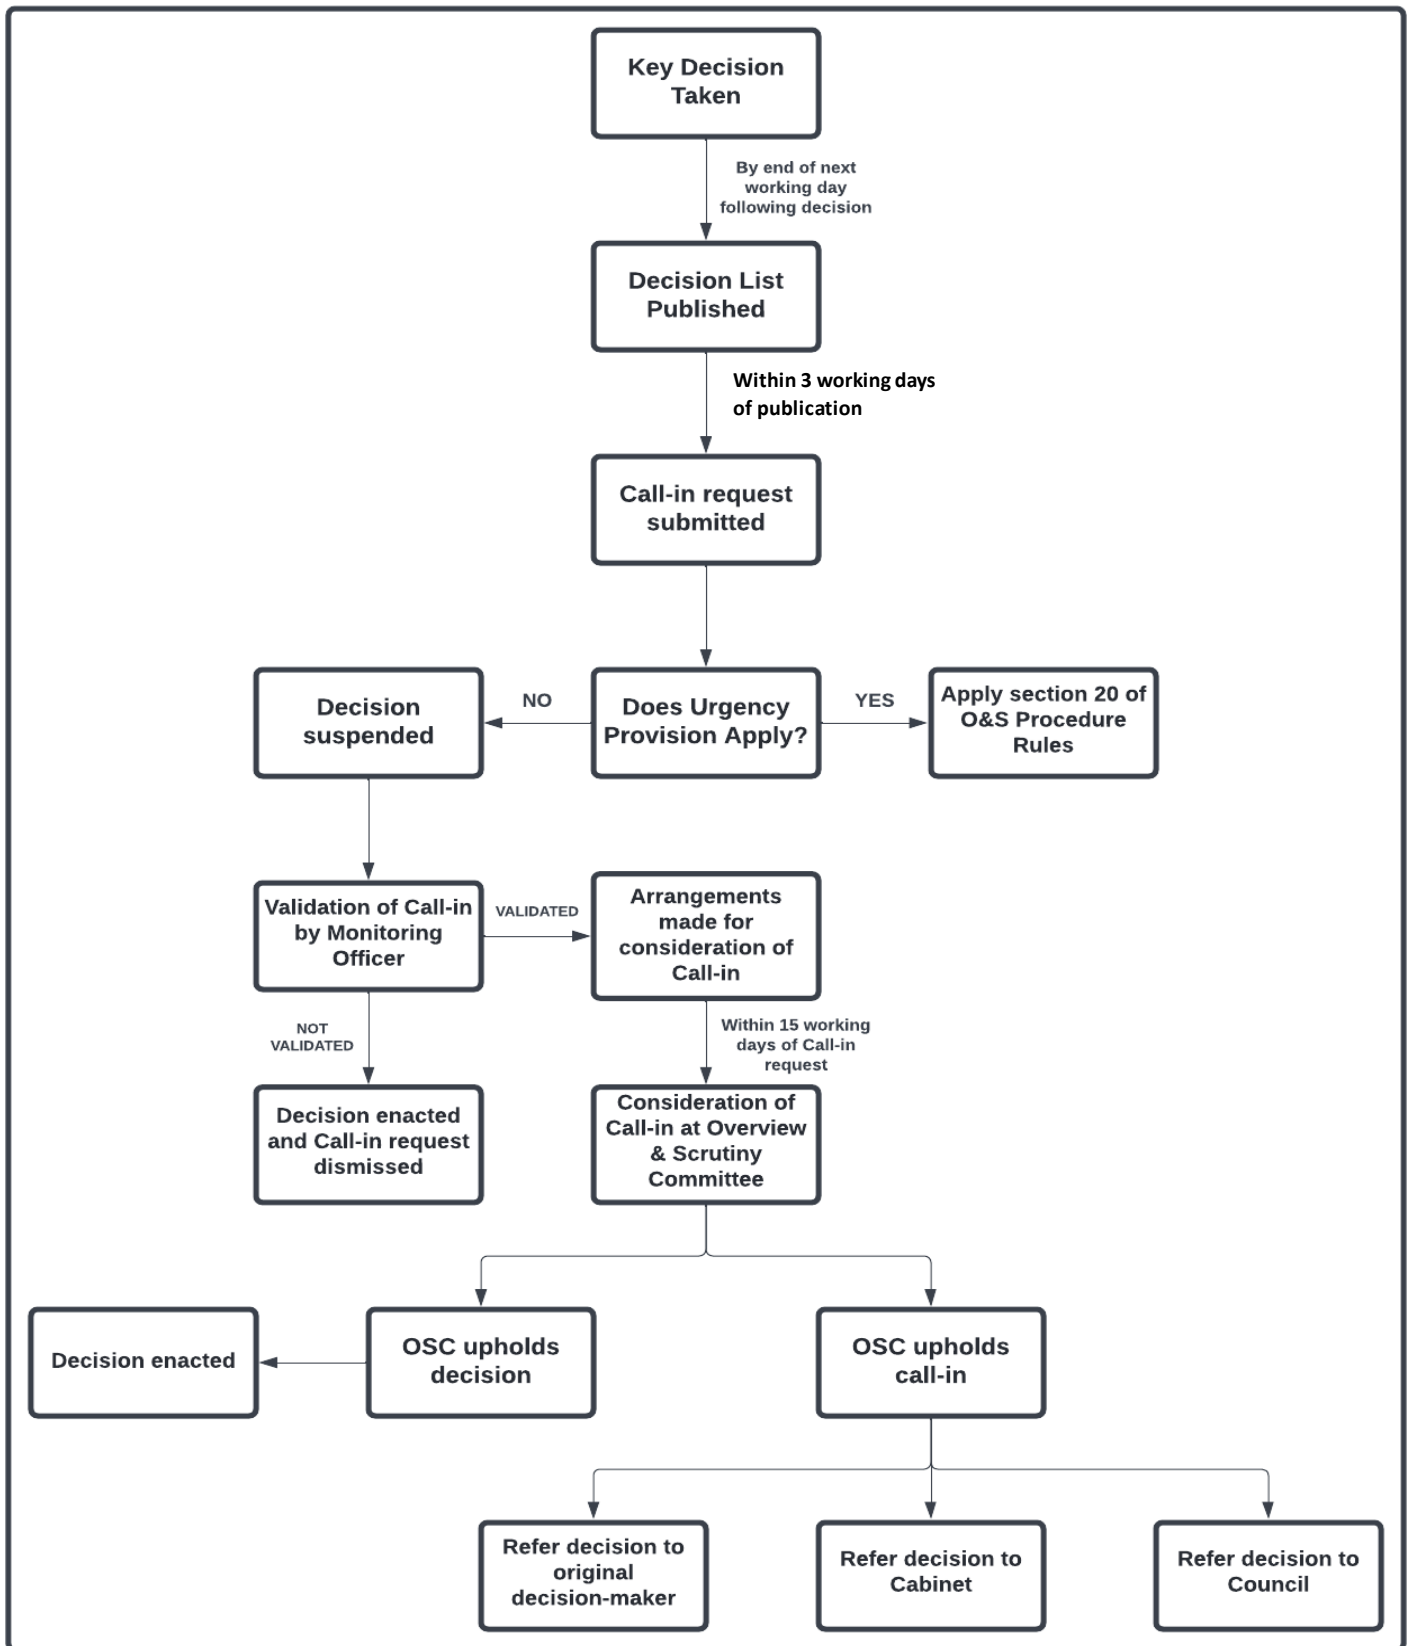 Key Decision
Taken
By end of next
working day
following decision
Decision List
Published
Within 3 working days
of publication
Call-in request
submitted
Decision
suspended
NO
Does Urgency
Provision Apply?
YES
Apply section 20 of
O&S Procedure
Rules
Validation of Call-in
by Monitoring
Officer
VALIDATED
Arrangements
made for
consideration of
Call-in
NOT
VALIDATED
Within 15 working
days of Call-in
request
Decision enacted
and Call-in request
dismissed
Consideration of
Call-in at Overview
& Scrutiny
Committee
Decision enacted
OSC upholds
decision
OSC upholds
call-in
Refer decision to
original
decision-maker
Refer decision to
Cabinet
Refer decision to
Council